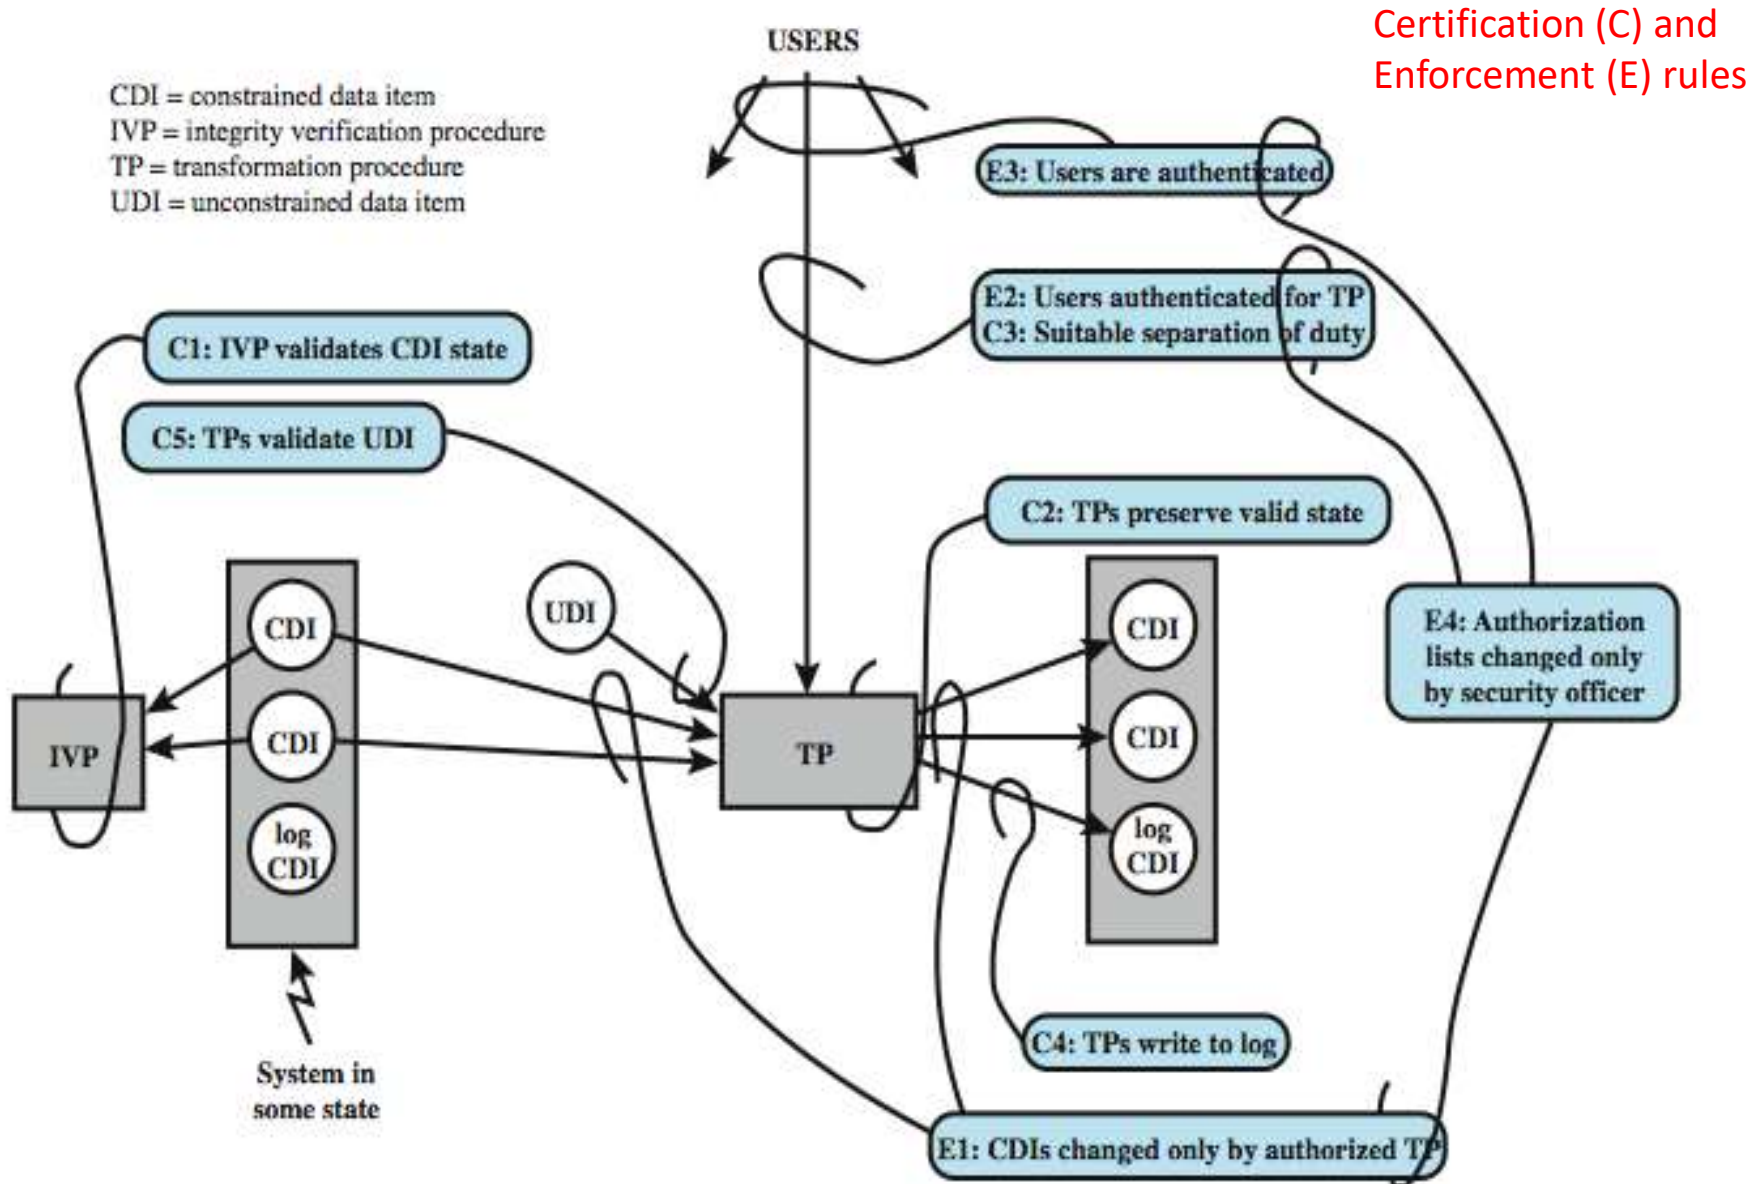 Certification (C) and
Enforcement (E) rules
USERS
CDI = constrained data item
IVP = integrity verification procedure
TP = transformation procedure
UDI = unconstrained data item
E3: Users are authenticated
E2: Users authenticated for TP
C3: Suitable separation of duty
C1: IVP validates CDI state
C5: TPs validate UDI
C2: TPs preserve valid state
CDI
UDI
CDI
E4: Authorization
lists changed only
by security officer
IVP
CDI
TP
CDI
log
CDI
log
CDI
C4: TPs write to log
System in
some state
E1: CDIs changed only by authorized TP